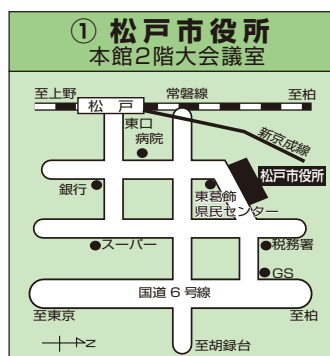 ① 松戸市役所
本館2階大会議室
至上野 常磐線 至柏
松戸
新京成線
東口
病院
松戸市役所
銀行
東葛飾
県民センター
スーパー
税務署
GS
国道6号線
至東京 至柏
N
至胡録台